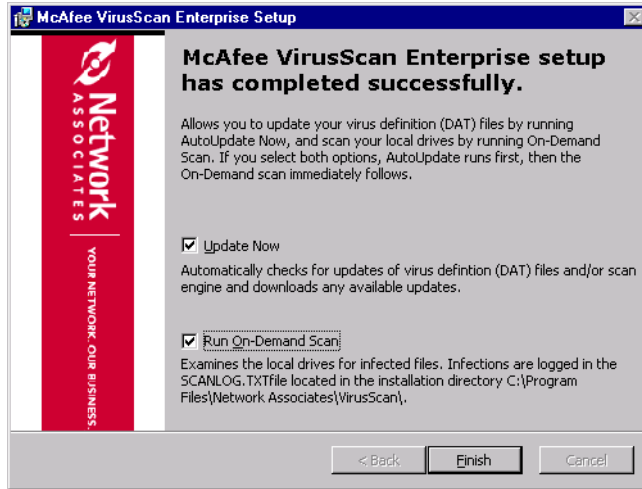 McAfee VirusScan Enterprise Setup
McAfee VirusScan Enterprise setup
has completed successfully.
Allows you to update your virus definition (DAT) files by running
AutoUpdate Now, and scan your local drives by running On-Demand
Scan. If you select both options, AutoUpdate runs first, then the
On-Demand scan immediately follows.
Update Now
Automatically checks for updates of virus defintion (DAT) files and/or scan
engine and downloads any available updates.
Run On-Demand Scan
Examines the local drives for infected files. Infections are logged in the
SCANLOG.TXTfile located in the installation directory C:\Program
Files\Network Associates\VirusScan\.
Network
ASSOCIATES
YOUR NETWORK. OUR BUSINESS.
< Back
Finish
Cancel